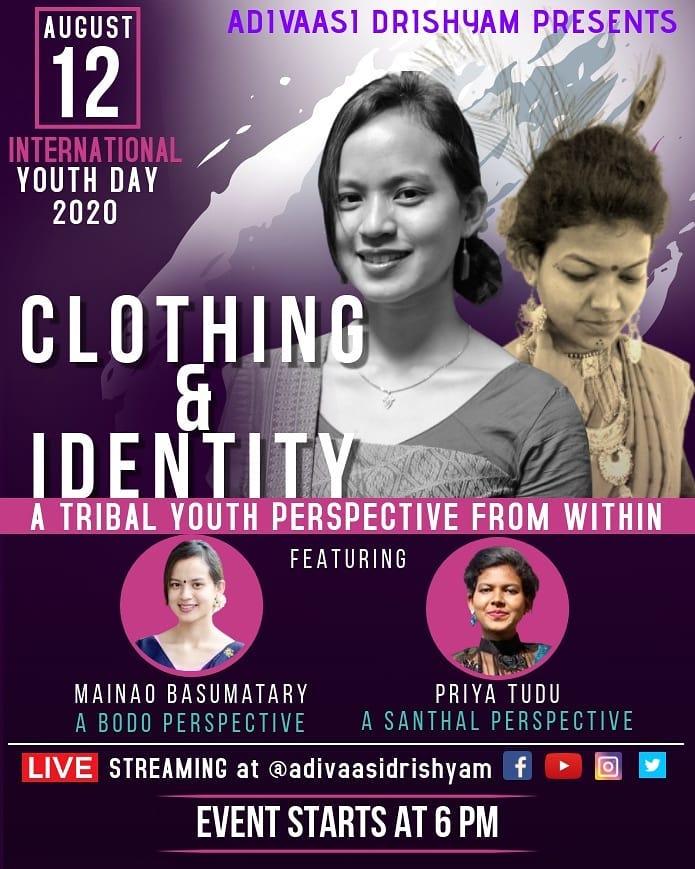 ADIVAASI DRISHYAM PRESENTS
AUGUST
12
INTERNATIONAL
YOUTH DAY
2020
CLOTHING
&
IDENTITY
A TRIBAL YOUTH PERSPECTIVE FROM WITHIN
FEATURING
MAINAO BASUMATARY
A BODO PERSPECTIVE
PRIYA TUDU
A SANTHAL PERSPECTIVE
LIVE STREAMING at @adivaasidrishyam
EVENT STARTS AT 6 PM